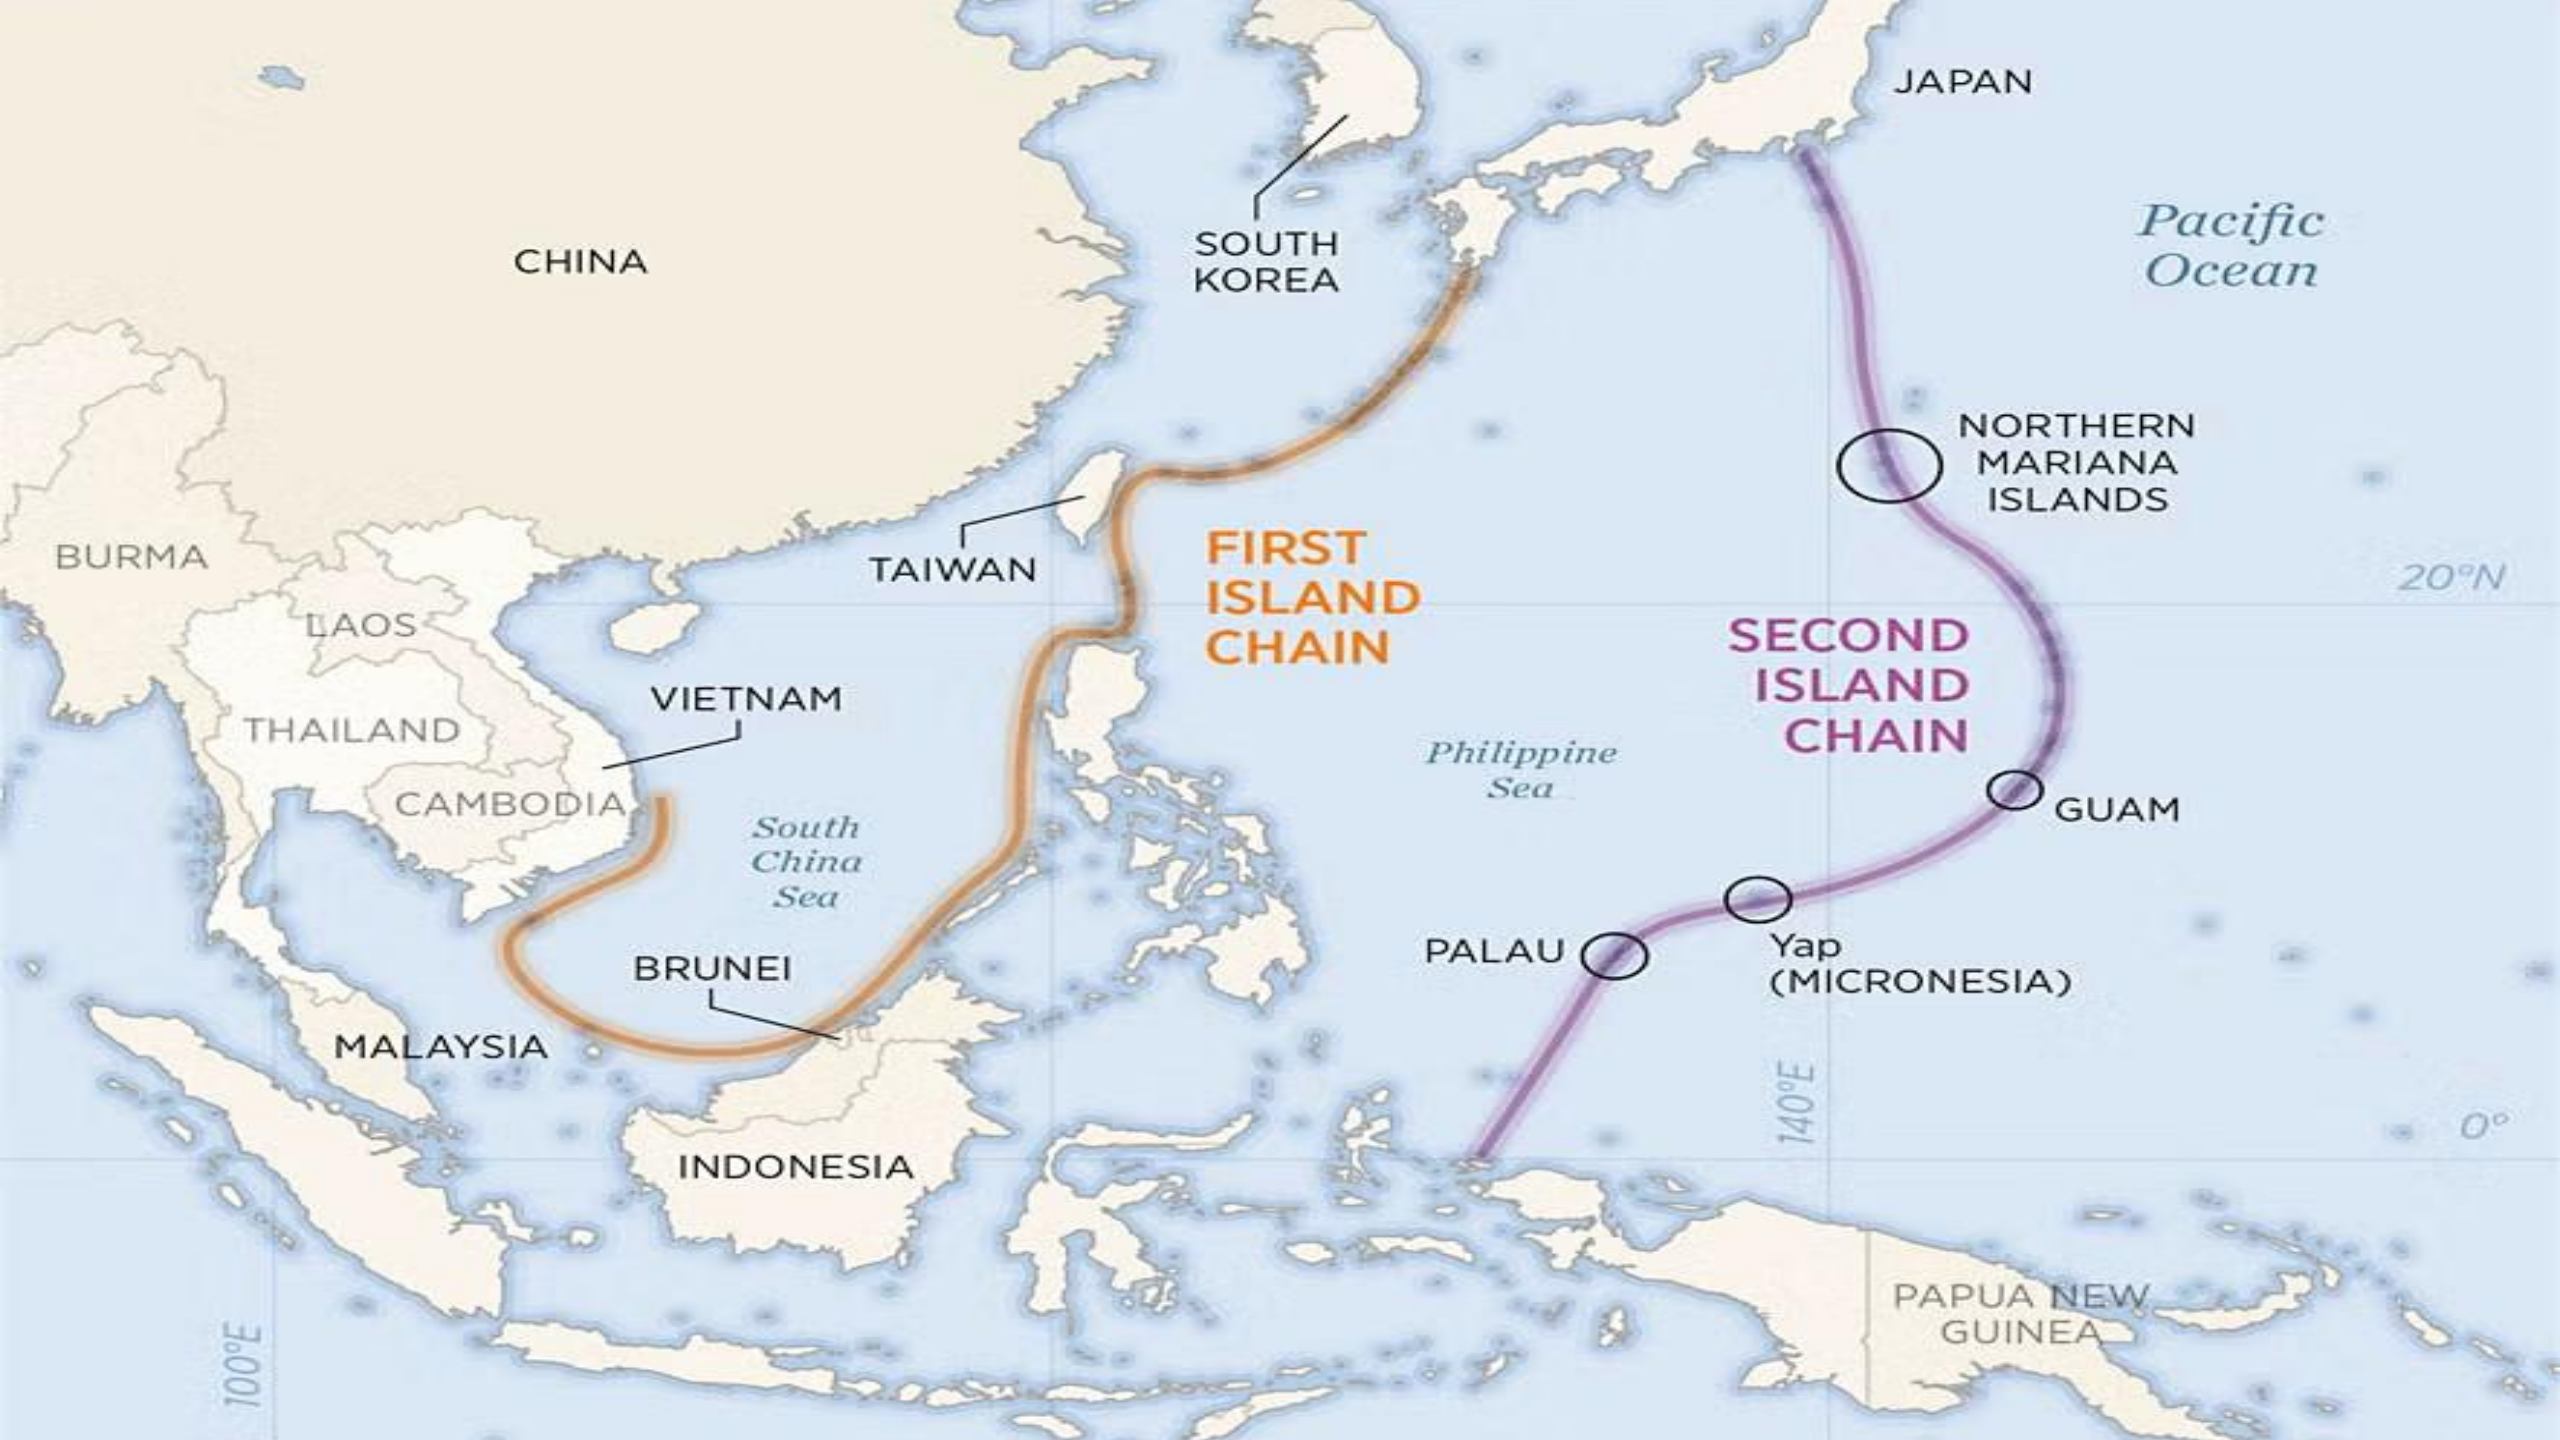 JAPAN
Pacific
Ocean
CHINA
SOUTH
KOREA
NORTHERN
MARIANA
ISLANDS
TAIWAN
FIRST
ISLAND
CHAIN
BURMA
20°N
LAOS
SECOND
ISLAND
CHAIN
VIETNAM
THAILAND
Philippine
Sea
CAMBODIA
South
China
Sea
GUAM
BRUNEI
PALAU
Yap
(MICRONESIA)
MALAYSIA
140°E
0°
INDONESIA
PAPUA NEW
GUINEA
100°E